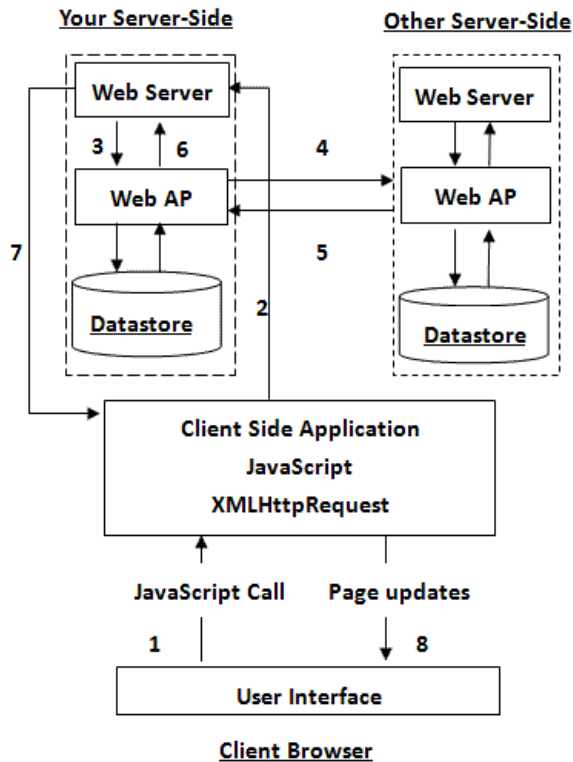 Your Server-Side
Other Server-Side
Web Server
Web Server
3
6
4
Web AP
Web AP
7
5
2
Datastore
Datastore
Client Side Application
JavaScript
XMLHttpRequest
JavaScript Call
Page updates
1
8
User Interface
Client Browser